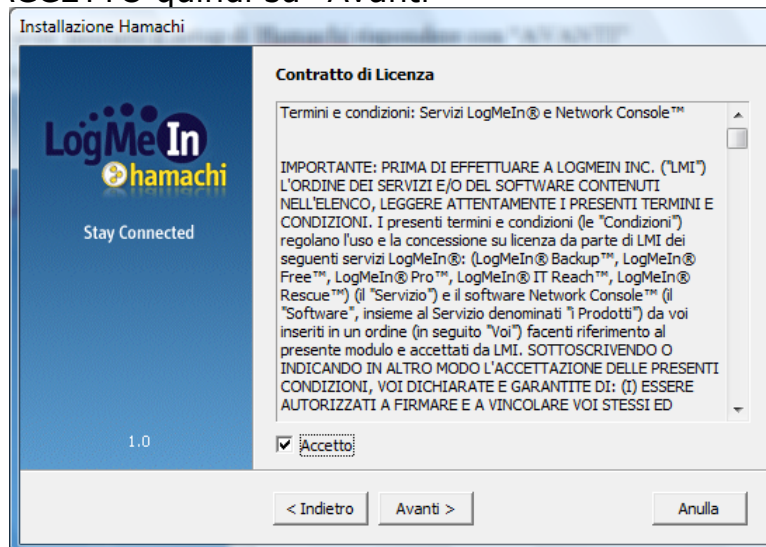 ACCETTO quindi su "Avanti"
Installazione Hamachi
Contratto di Licenza
Termini e condizioni: Servizi LogMeIn® e Network Console™
IMPORTANTE: PRIMA DI EFFETTUARE A LOGMEIN INC. ("LMI")
L'ORDINE DEI SERVIZI E/O DEL SOFTWARE CONTENUTI
NELL'ELENCO, LEGGERE ATTENTAMENTE I PRESENTI TERMINI E
CONDIZIONI. I presenti termini e condizioni (le "Condizioni")
regolano l'uso e la concessione su licenza da parte di LMI dei
seguenti servizi LogMeIn®: (LogMeIn® Backup™, LogMeIn®
Free™, LogMeIn® Pro™, LogMeIn® IT Reach™, LogMeIn®
Rescue™) (il "Servizio") e il software Network Console™ (il
"Software", insieme al Servizio denominati "i Prodotti") da voi
inseriti in un ordine (in seguito "Voi") facenti riferimento al
presente modulo e accettati da LMI. SOTTOSCRIVENDO O
INDICANDO IN ALTRO MODO L'ACCETTAZIONE DELLE PRESENTI
CONDIZIONI, VOI DICHIARATE E GARANTITE DI: (I) ESSERE
AUTORIZZATI A FIRMARE E A VINCOLARE VOI STESSI ED
LogMeIn
hamachi
Stay Connected
1.0
Accetto
< Indietro
Avanti >
Annulla